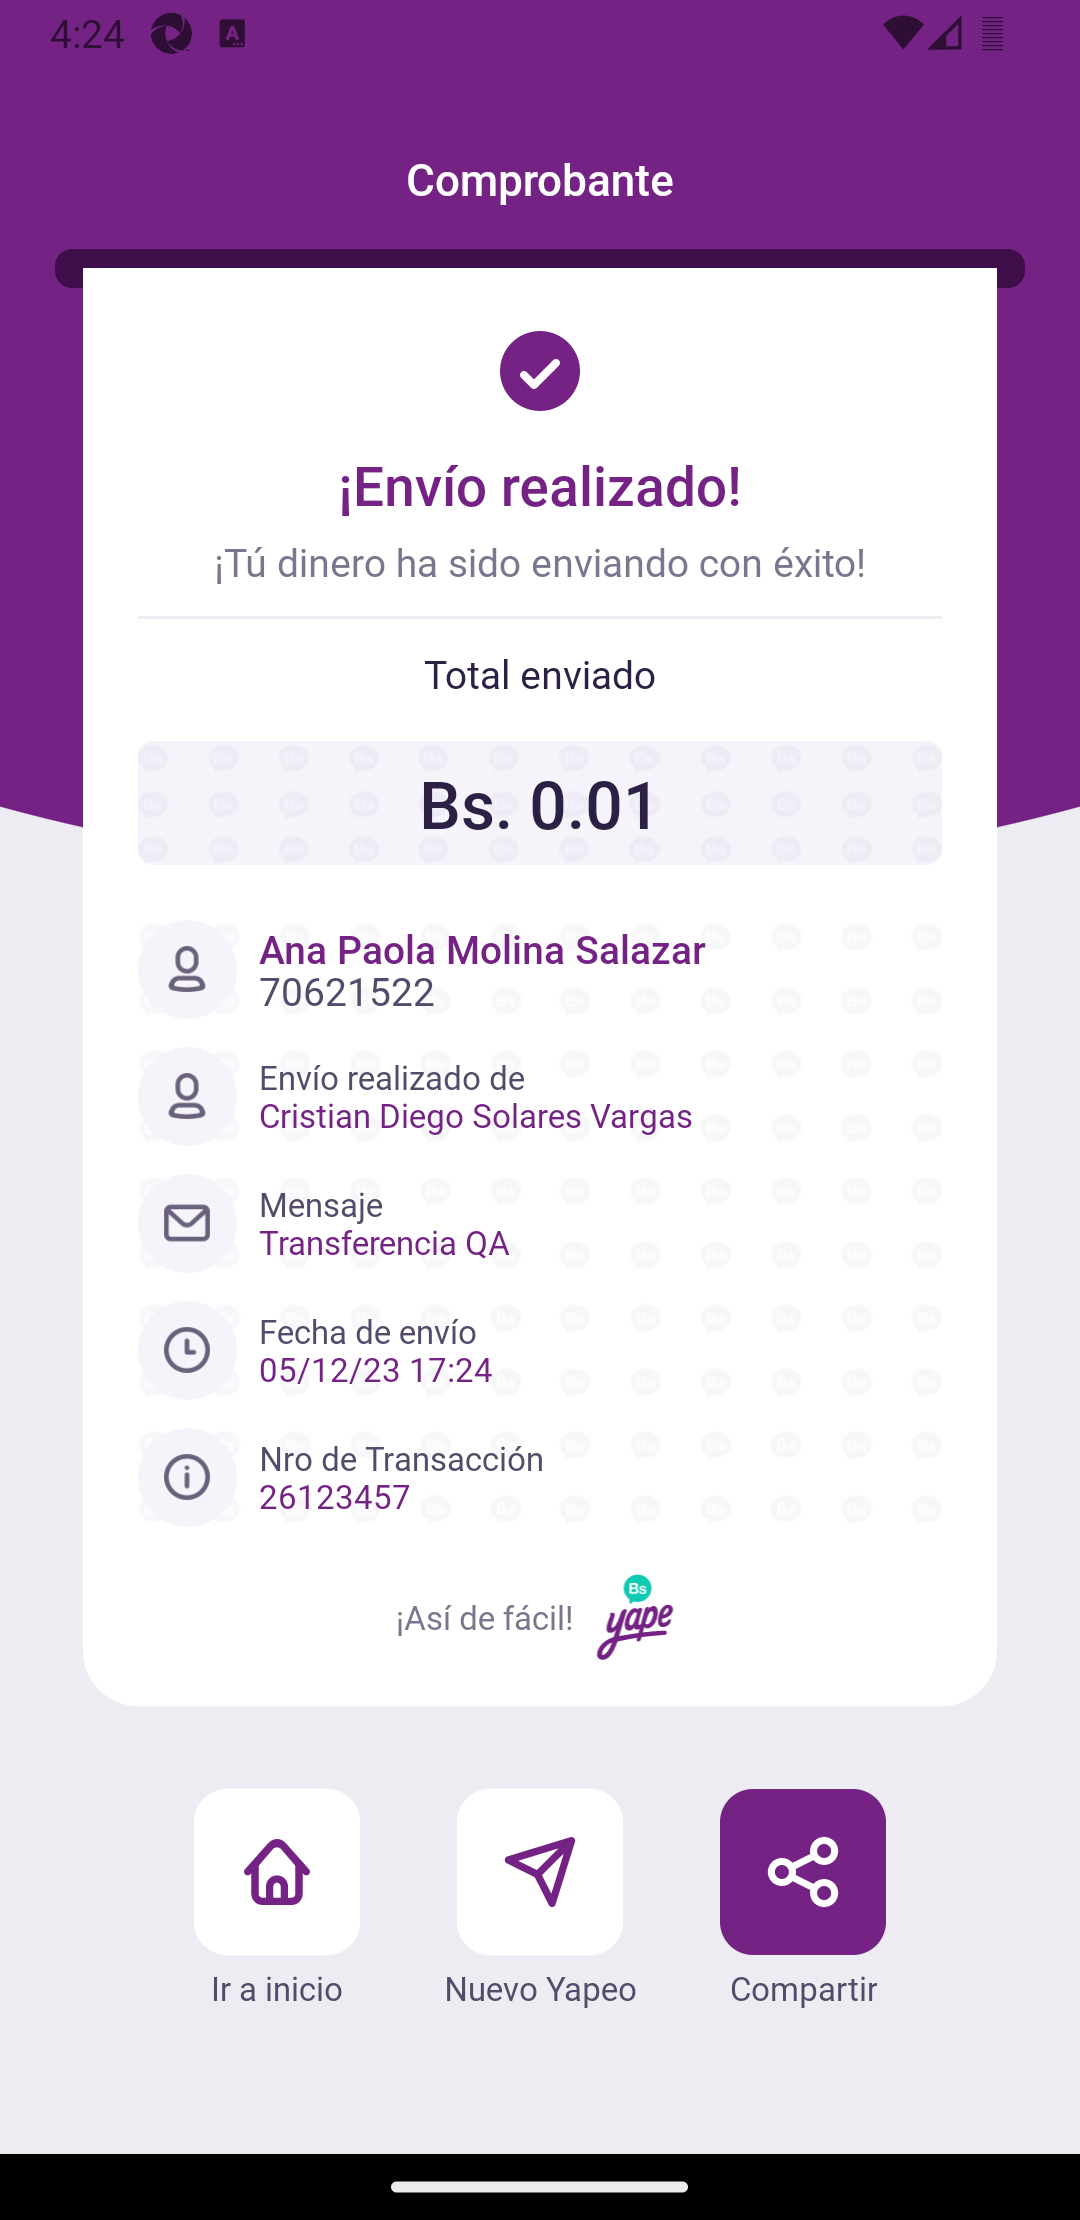 4:24
Comprobante
¡Envío realizado!
¡Tú dinero ha sido enviando con éxito!
Total enviado
Bs. 0.01
Ana Paola Molina Salazar
70621522
Envío realizado de
Cristian Diego Solares Vargas
Mensaje
Transferencia QA
Fecha de envío
05/12/23 17:24
Nro de Transacción
26123457
¡Así de fácil!
Bs
yape
Ir a inicio
Nuevo Yapeo
Compartir